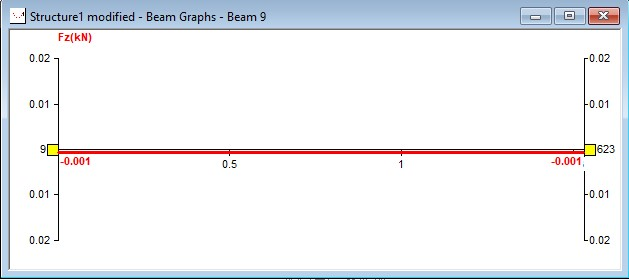 Structure1 modified - Beam Graphs - Beam 9
Fz(kN)
0.02 0.02
0.01 0.01
9 623
-0.001 0.5 1 -0.001
0.01 0.01
0.02 0.02